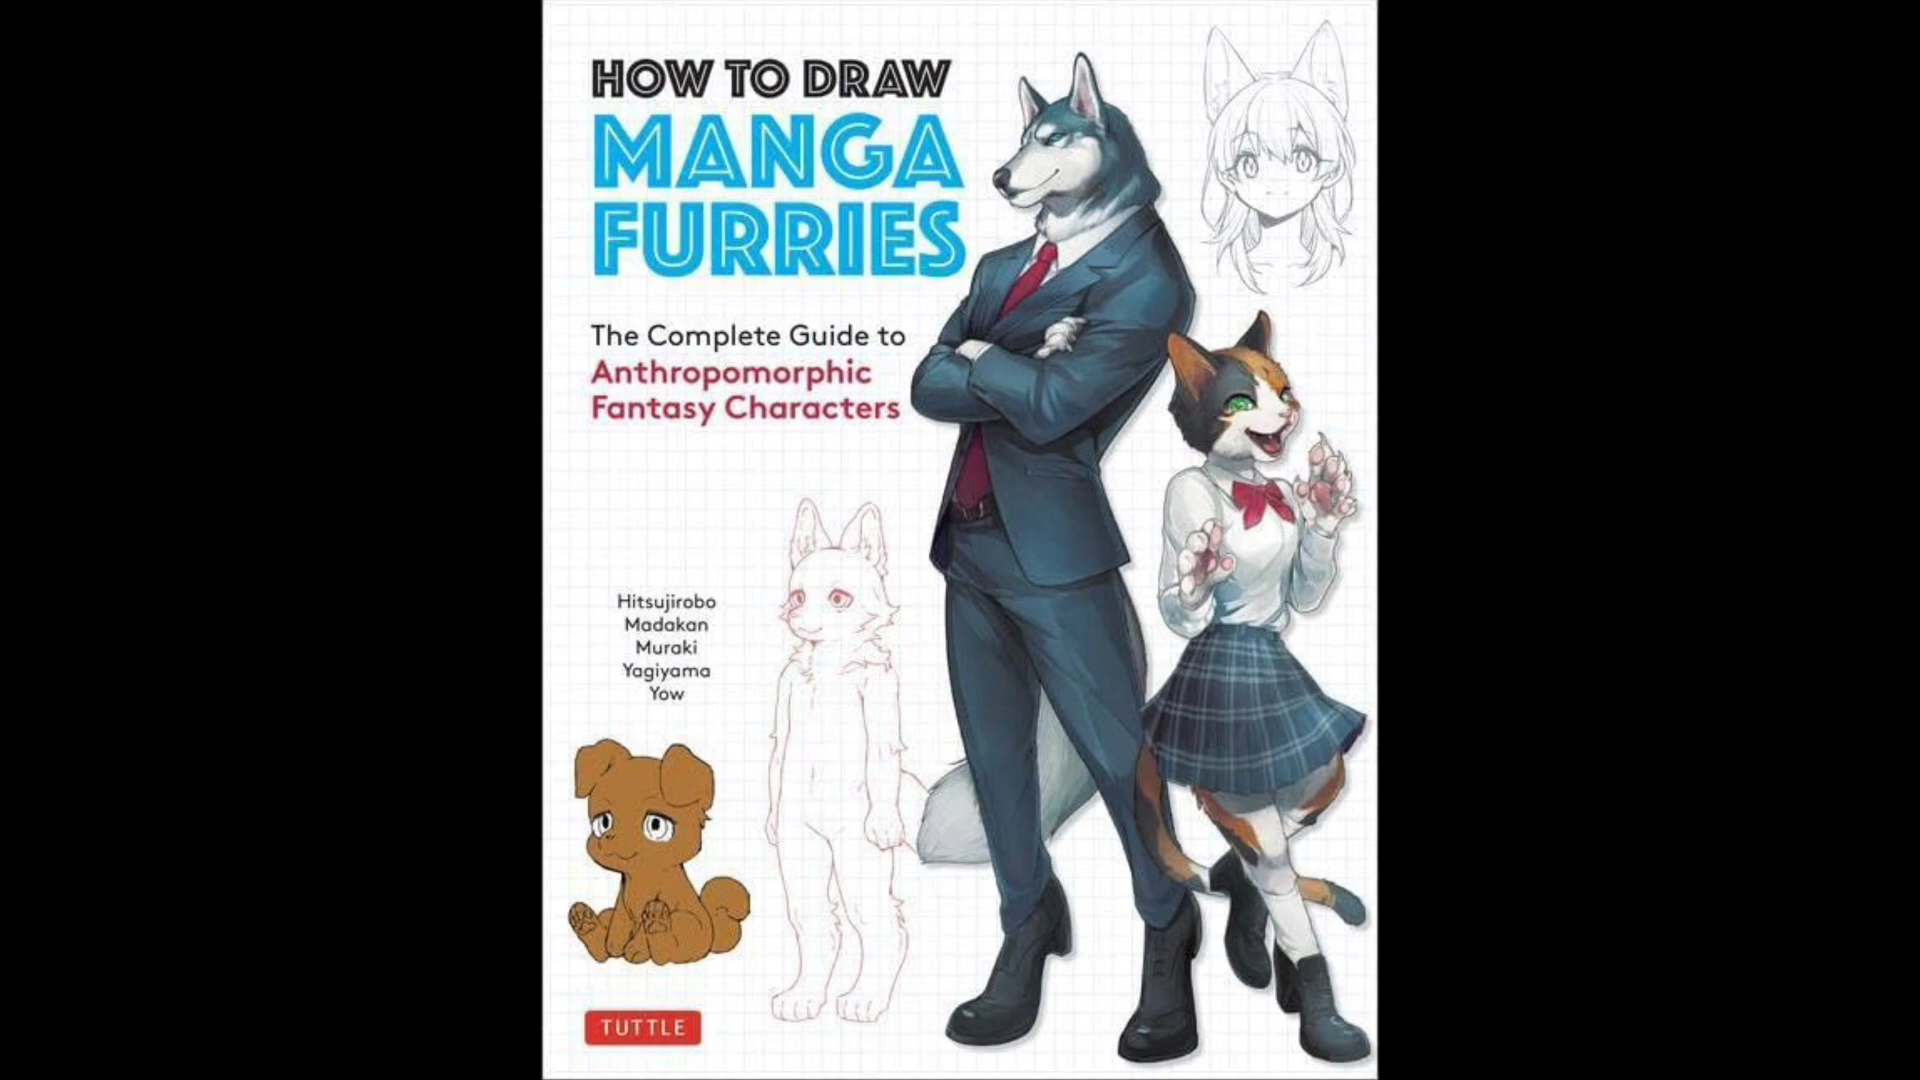 HOW TO DRAW
MANGA
FURRIES
The Complete Guide to
Anthropomorphic
Fantasy Characters
Hitsujirobo
Madakan
Muraki
Yagiyama
Yow
TUTTLE